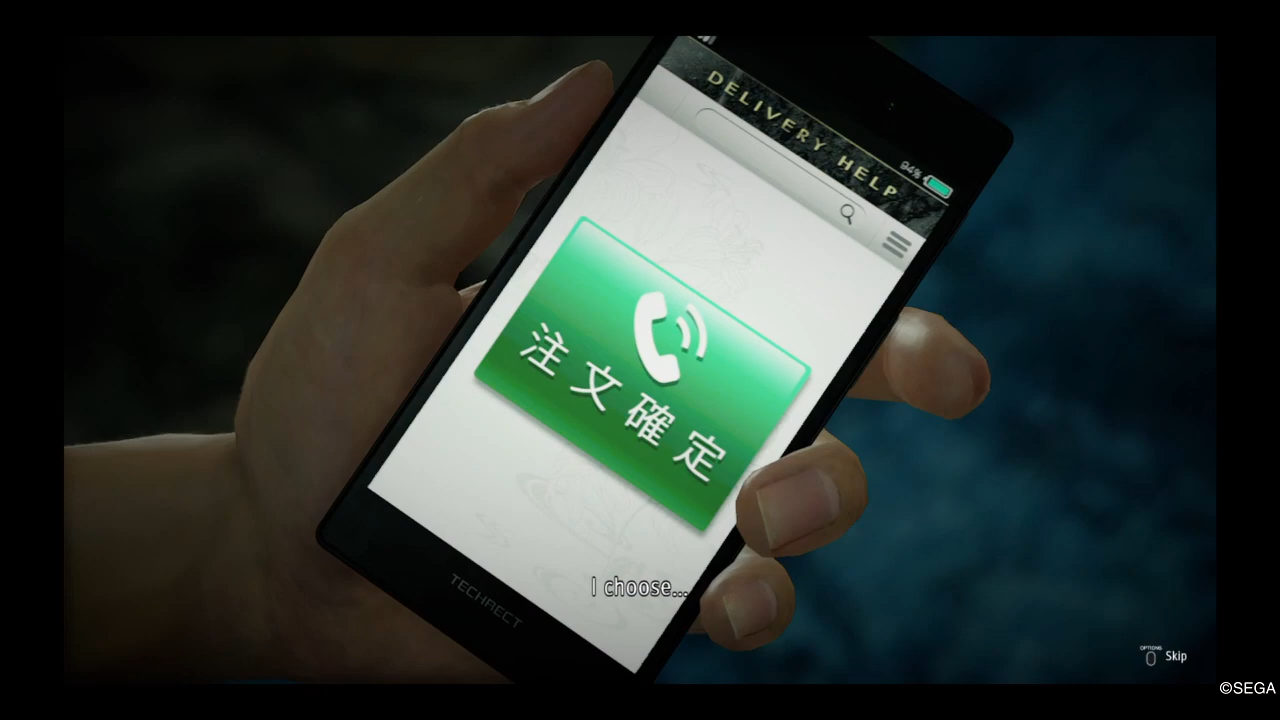 DELIVERY HELP
94%
注文確定
I choose...
TECHRECT
OPTIONS
Skip
©SEGA